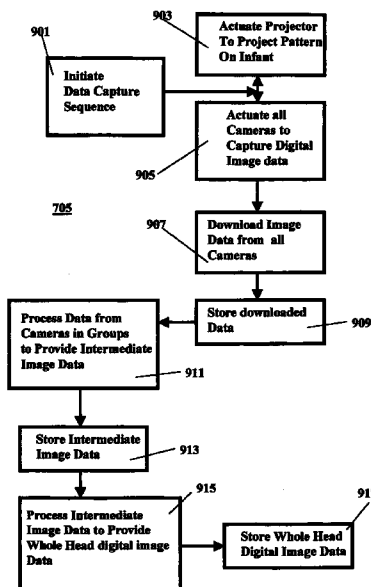 903
Actuate Projector
To Project Pattern
On Infant
901
Initiate
Data Capture
Sequence
Actuate all
Cameras to
Capture Digital
Image data
905
705
907
Download Image
Data from all
Cameras
Store downloaded
Data
909
Process Data from
Cameras in Groups
to Provide Intermediate
Image Data
911
Store Intermediate
Image Data
913
915
Process Intermediate
Image Data to Provide
Whole Head digital image
Data
91
Store Whole Head
Digital Image Data